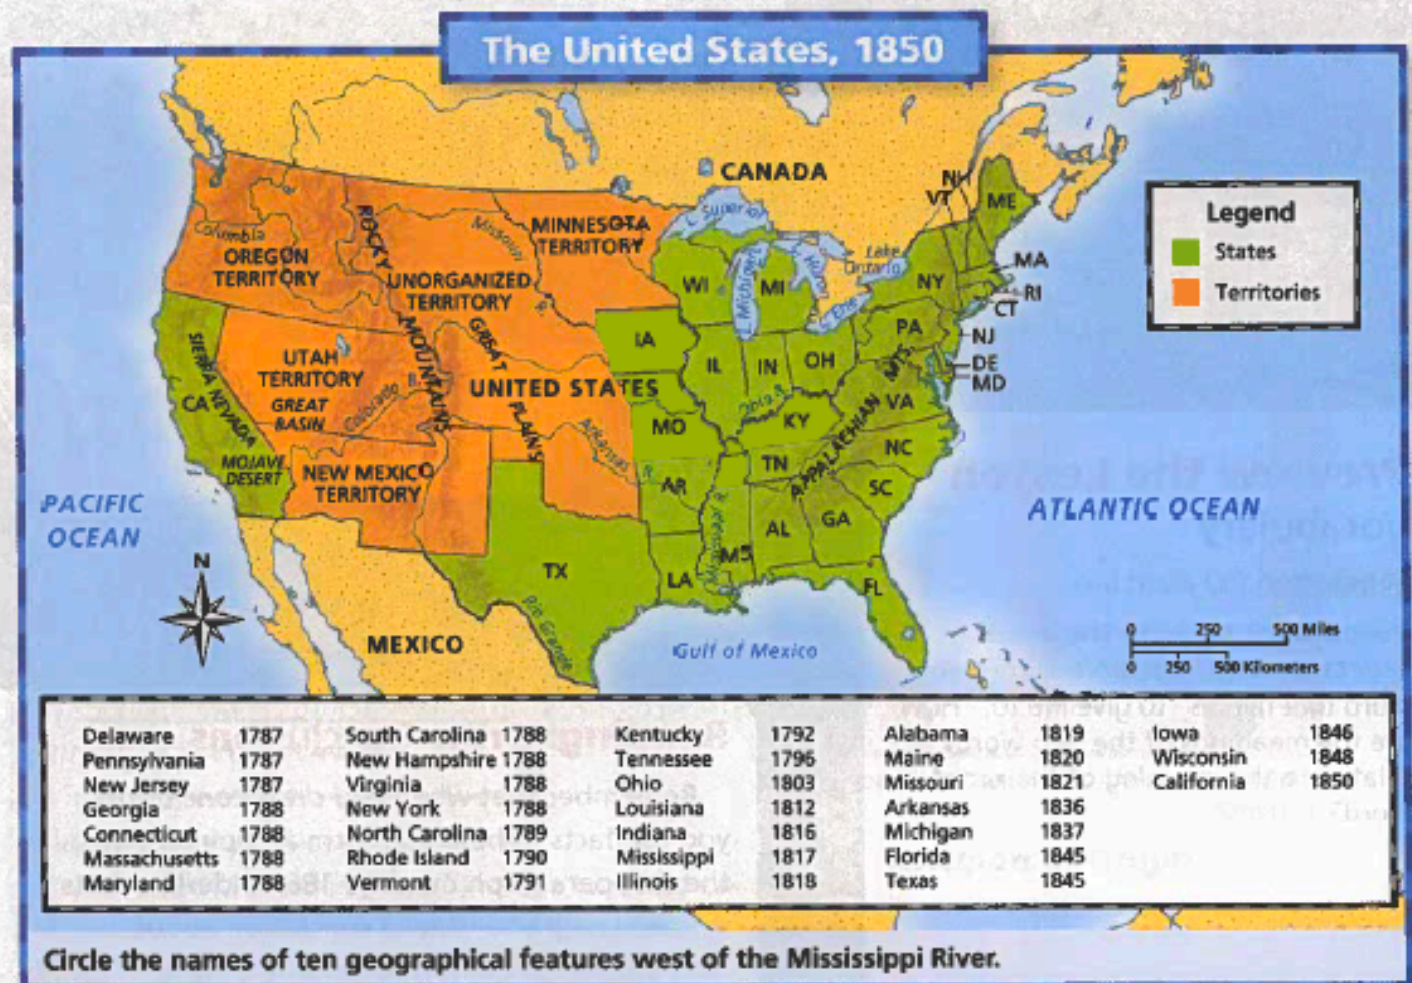 The United States, 1850
CANADA
NH
VT
ME
L. Superior
MINNESOTA
TERRITORY
ROCKY
Missouri
R.
Columbia
OREGON
TERRITORY
UNORGANIZED
TERRITORY
Lake
Ontario
L. Huron
L. Michigan
L. Erie
WI
MI
NY
MA
RI
CT
Legend
States
Territories
PA
NJ
DE
MD
IA
IL
IN
OH
SIERRA NEVADA
UTAH
TERRITORY
MOUNTAINS
GREAT
PLAINS
UNITED STATES
CA
GREAT
BASIN
Colorado
R.
Ohio R.
MTS.
VA
KY
MO
Arkansas
R.
APPALACHIAN
NC
MOJAVE
DESERT
NEW MEXICO
TERRITORY
TN
AR
SC
PACIFIC
OCEAN
Mississippi R.
AL
GA
ATLANTIC OCEAN
MS
N
TX
LA
FL
Rio Grande
MEXICO
Gulf of Mexico
0 250 500 Miles
0 250 500 Kilometers
Delaware 1787 South Carolina 1788 Kentucky 1792 Alabama 1819 Iowa 1846
Pennsylvania 1787 New Hampshire 1788 Tennessee 1796 Maine 1820 Wisconsin 1848
New Jersey 1787 Virginia 1788 Ohio 1803 Missouri 1821 California 1850
Georgia 1788 New York 1788 Louisiana 1812 Arkansas 1836
Connecticut 1788 North Carolina 1789 Indiana 1816 Michigan 1837
Massachusetts 1788 Rhode Island 1790 Mississippi 1817 Florida 1845
Maryland 1788 Vermont 1791 Illinois 1818 Texas 1845
Circle the names of ten geographical features west of the Mississippi River.